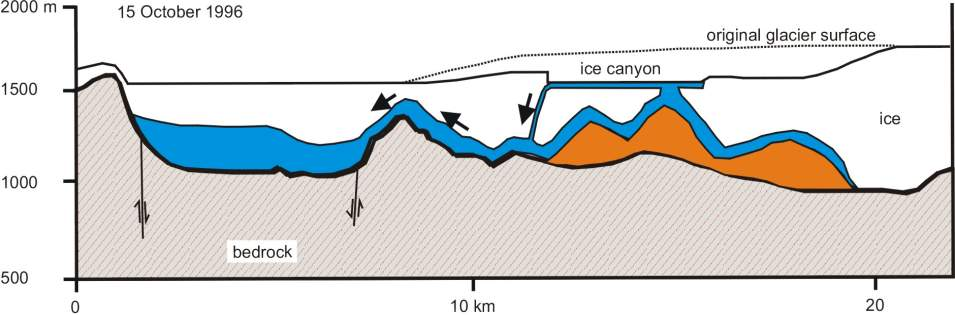 2000 m
15 October 1996
original glacier surface
ice canyon
1500
ice
1000
bedrock
500
0
10 km
20